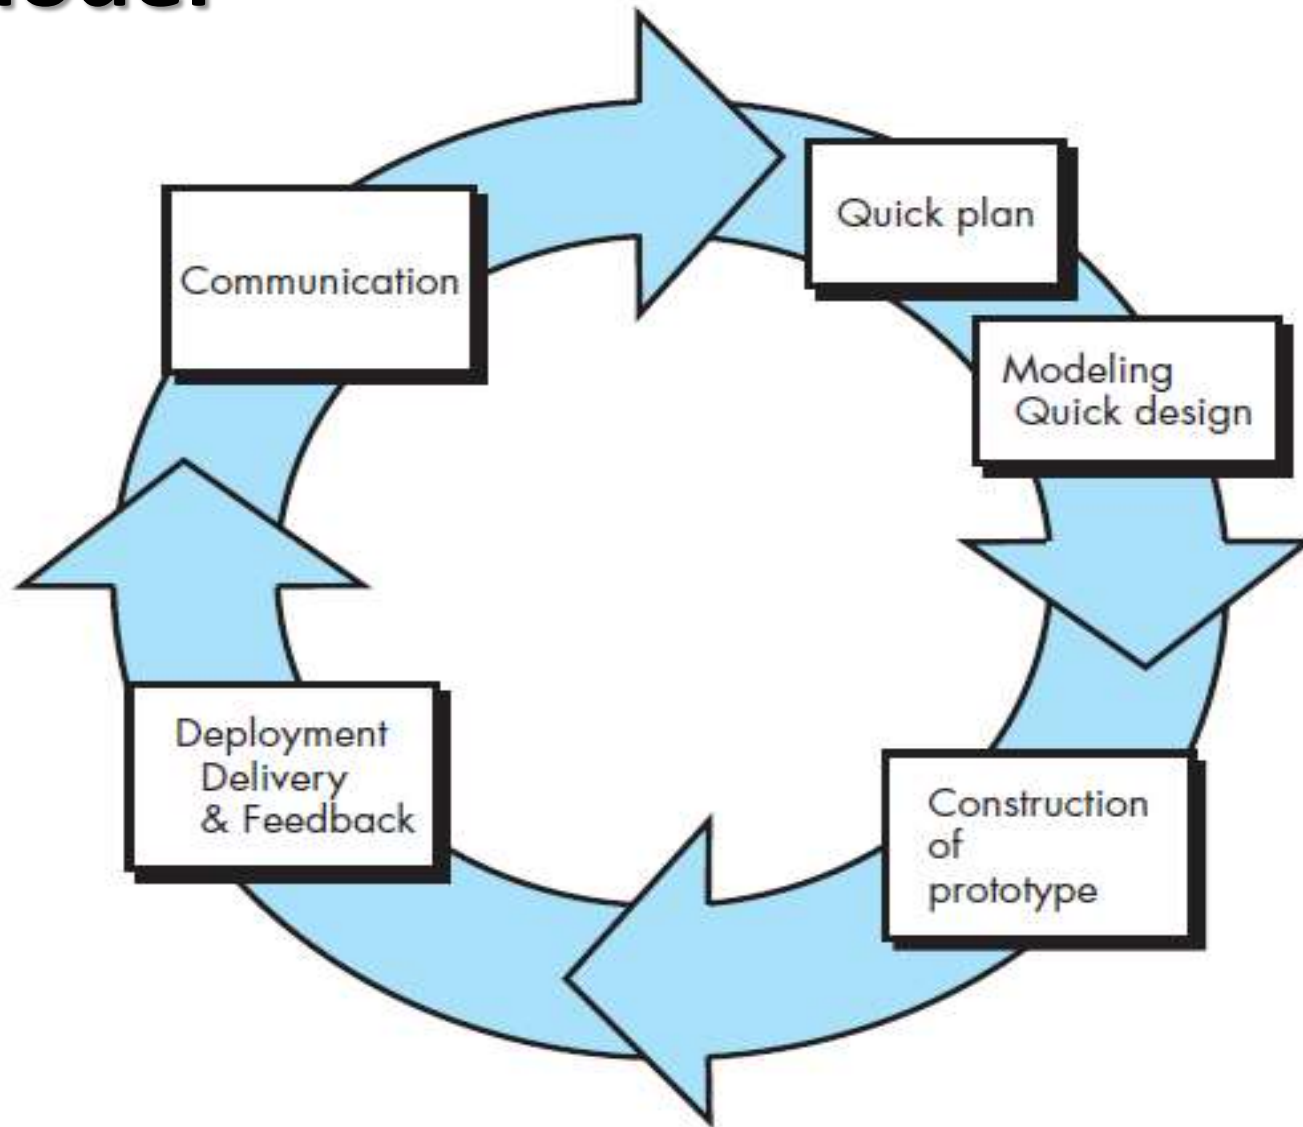 Quick plan
Communication
Modeling
Quick design
Deployment
Delivery
& Feedback
Construction
of
prototype